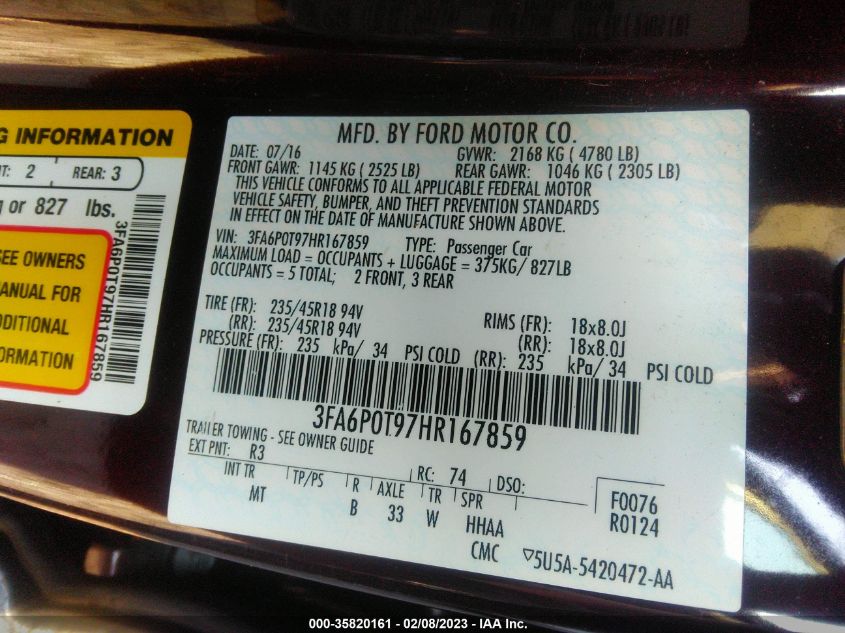 G INFORMATION
NT: 2 REAR: 3
g or 827 lbs.
SEE OWNERS
MANUAL FOR
ADDITIONAL
FORMATION
3FA6P0T97HR167859
MFD. BY FORD MOTOR CO.
DATE: 07/16 GVWR: 2168 KG ( 4780 LB)
FRONT GAWR: 1145 KG ( 2525 LB) REAR GAWR: 1046 KG ( 2305 LB)
THIS VEHICLE CONFORMS TO ALL APPLICABLE FEDERAL MOTOR
VEHICLE SAFETY, BUMPER, AND THEFT PREVENTION STANDARDS
IN EFFECT ON THE DATE OF MANUFACTURE SHOWN ABOVE.
VIN: 3FA6P0T97HR167859 TYPE: Passenger Car
MAXIMUM LOAD = OCCUPANTS + LUGGAGE = 375KG/ 827LB
OCCUPANTS = 5 TOTAL; 2 FRONT, 3 REAR
TIRE (FR): 235/45R18 94V RIMS (FR): 18x8.0J
(RR): 235/45R18 94V (RR): 18x8.0J
PRESSURE (FR): 235 kPa/ 34 PSI COLD (RR): 235 kPa/ 34 PSI COLD
3FA6P0T97HR167859
TRAILER TOWING - SEE OWNER GUIDE
EXT PNT: R3 RC: 74 DSO:
INT TR TP/PS R AXLE TR SPR F0076
MT B 33 W HHAA R0124
CMC ▽5U5A-5420472-AA
000-35820161 - 02/08/2023 - IAA Inc.